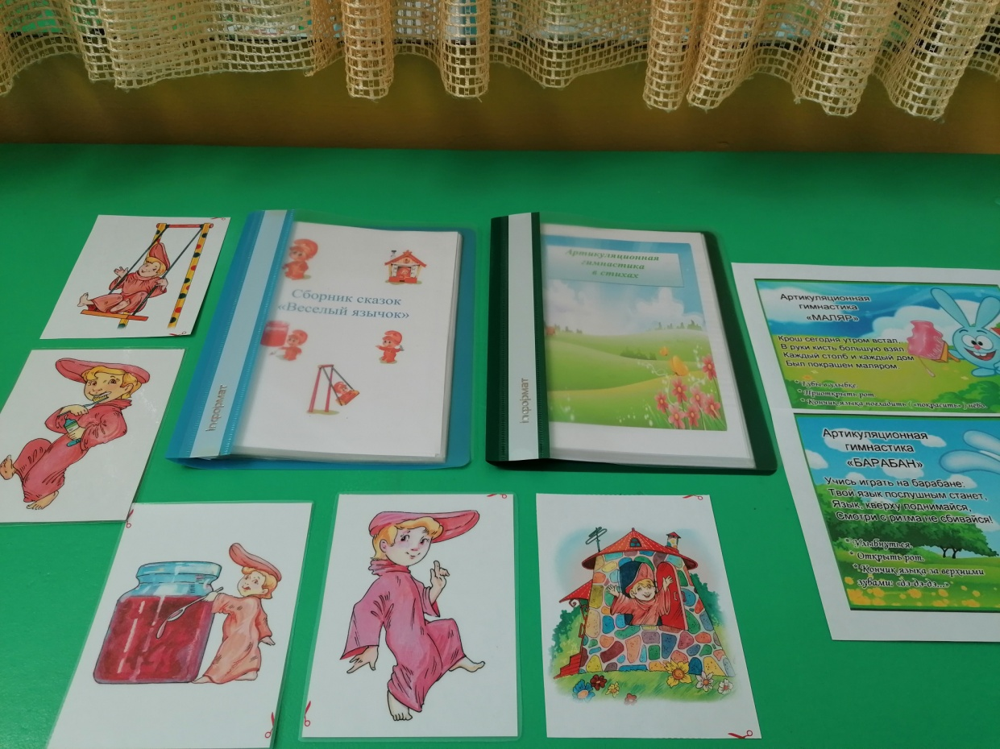 Сборник сказок
«Веселый язычок»
Inформат
Артикуляционная
гимнастика
в стихах
Inформат
Артикуляционная
гимнастика
«МАЛЯР»
Крош сегодня утром встал,
В руки кисть большую взял
Каждый столб и каждый дом
Был покрашен маляром
* Губы в улыбке.
* Приоткрыть рот
* Кончик языка погладить («покрасить» нёбо.
Артикуляционная
гимнастика
«БАРАБАН»
Учись играть на барабане:
Твой язык послушным станет,
Язык, кверху поднимайся,
Смотри с ритма не сбивайся!
* Улыбнуться.
* Открыть рот.
* Кончик языка за верхними
зубами: «дэ-дэ-дэ...»